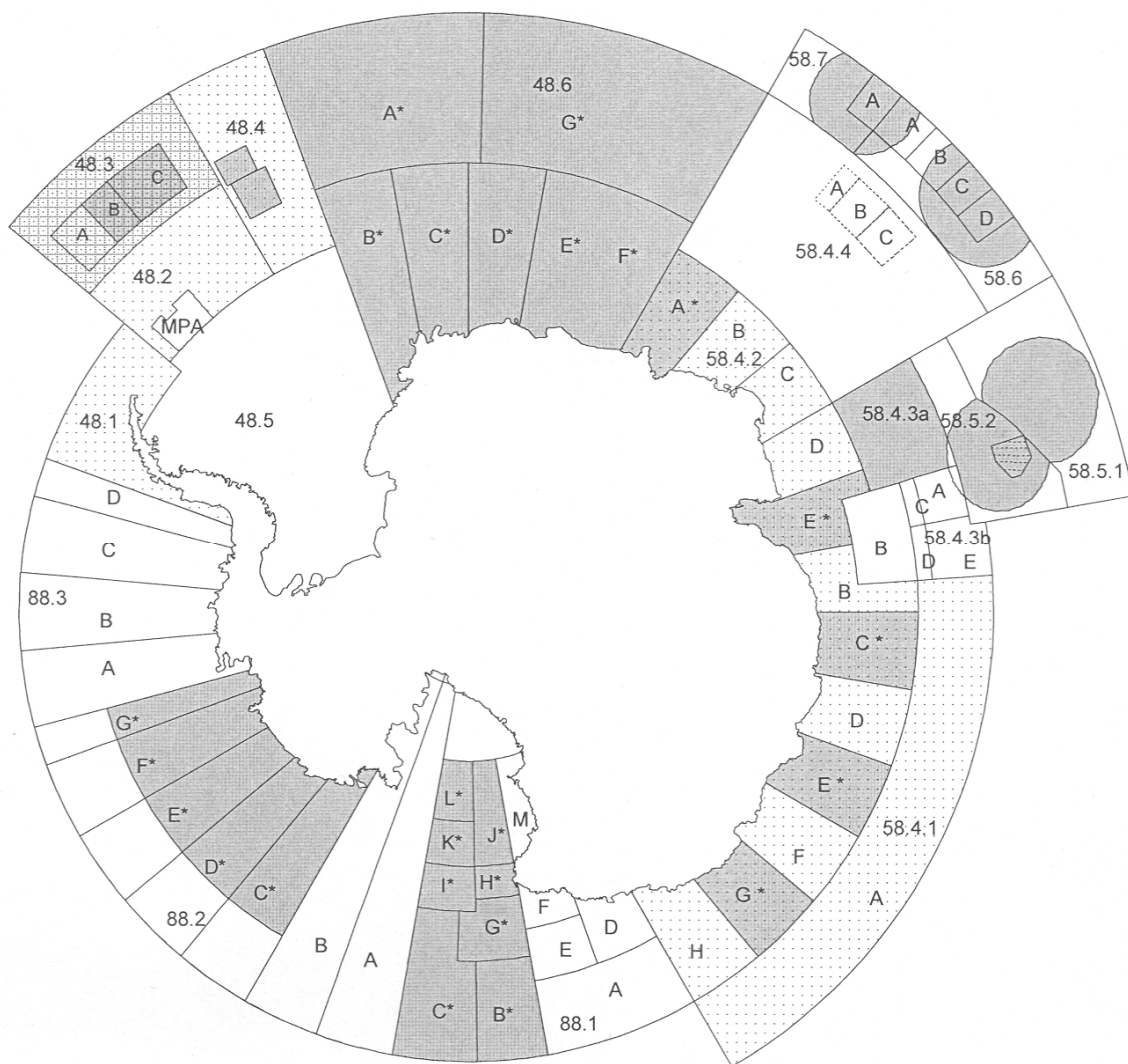 48.6
A*
G*
B*
C*
D*
E*
F*
48.4
48.3
A
B
C
48.2
MPA
48.1
48.5
58.7
A
A
B
C
D
58.6
A
B
C
58.4.4
A*
B
58.4.2
C
D
E*
58.4.3a
58.5.2
58.5.1
A
C
B
58.4.3b
D
E
B
C*
D
E*
F
G*
H
58.4.1
A
D
C
88.3
B
A
G*
F*
E*
D*
C*
88.2
B
A
L*
K*
I*
J*
H*
G*
C*
B*
M
F
E
D
A
88.1